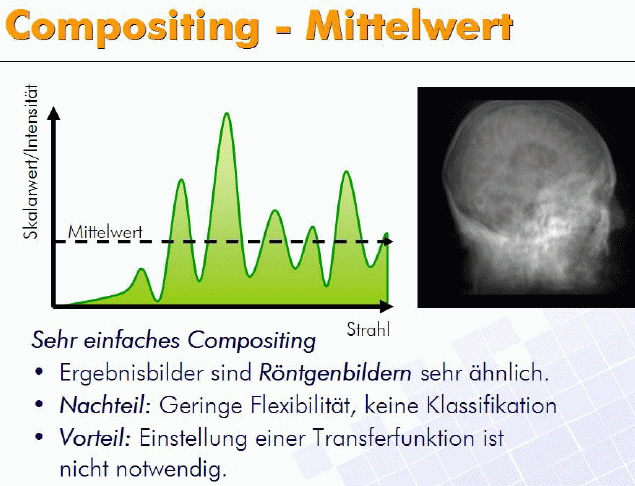 Compositing - Mittelwert
Skalarwert/Intensität
Mittelwert
Strahl
Sehr einfaches Compositing
• Ergebnisbilder sind Röntgenbildern sehr ähnlich.
• Nachteil: Geringe Flexibilität, keine Klassifikation
• Vorteil: Einstellung einer Transferfunktion ist
nicht notwendig.